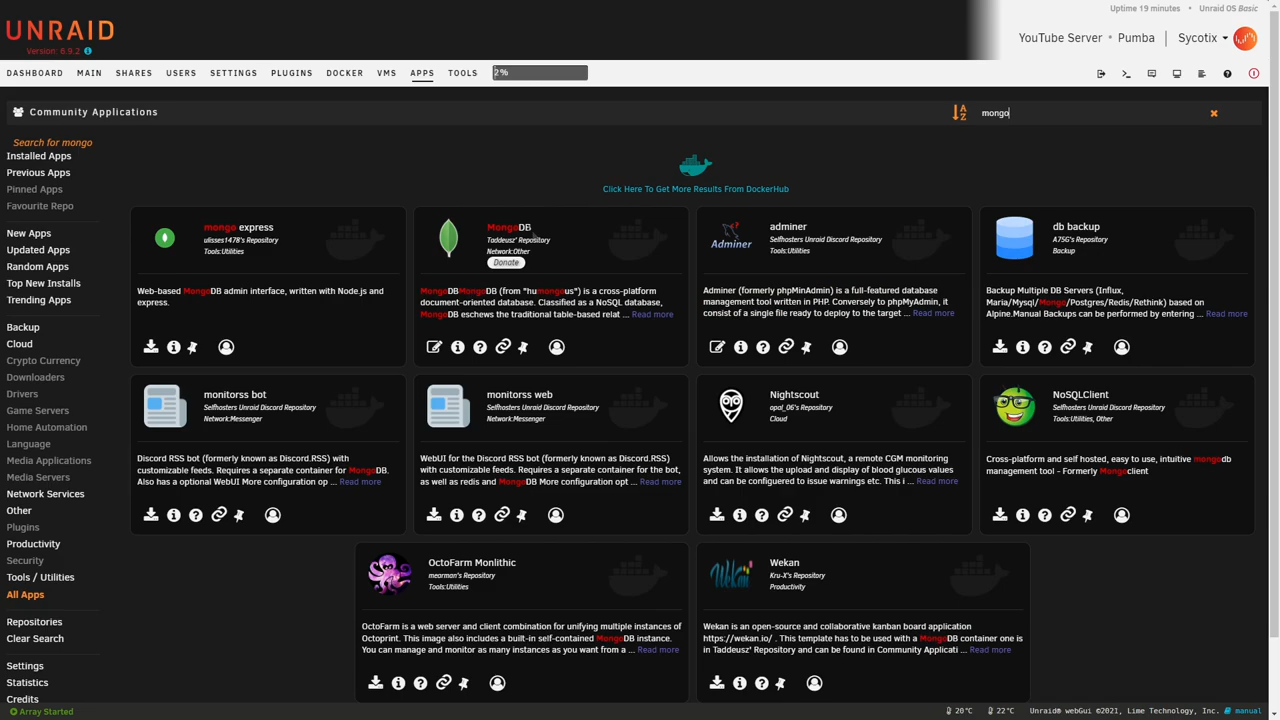 Uptime 19 minutes • Unraid OS Basic
UNRAID
Version: 6.9.2
YouTube Server • Pumba
Sycotix
DASHBOARD MAIN SHARES USERS SETTINGS PLUGINS DOCKER VMS APPS TOOLS 2%
Community Applications
A
Z
mongo
Search for mongo
Installed Apps
Previous Apps
Pinned Apps
Favourite Repo
New Apps
Updated Apps
Random Apps
Top New Installs
Trending Apps
Backup
Cloud
Crypto Currency
Downloaders
Drivers
Game Servers
Home Automation
Language
Media Applications
Media Servers
Network Services
Other
Plugins
Productivity
Security
Tools / Utilities
All Apps
Repositories
Clear Search
Settings
Statistics
Credits
Click Here To Get More Results From DockerHub
mongo express
ulisses1478's Repository
Tools:Utilities
Web-based MongoDB admin interface, written with Node.js and
express.
MongoDB
Taddeusz' Repository
Network:Other
Donate
MongoDBMongoDB (from "humongous") is a cross-platform
document-oriented database. Classified as a NoSQL database,
MongoDB eschews the traditional table-based relat ... Read more
Adminer
adminer
Selfhosters Unraid Discord Repository
Tools:Utilities
Adminer (formerly phpMinAdmin) is a full-featured database
management tool written in PHP. Conversely to phpMyAdmin, it
consist of a single file ready to deploy to the target ... Read more
db backup
A75G's Repository
Backup
Backup Multiple DB Servers (Influx,
Maria/Mysql/Mongo/Postgres/Redis/Rethink) based on
Alpine.Manual Backups can be performed by entering ... Read more
monitorss bot
Selfhosters Unraid Discord Repository
Network:Messenger
Discord RSS bot (formerly known as Discord.RSS) with
customizable feeds. Requires a separate container for MongoDB.
Also has a optional WebUI More configuration op ... Read more
monitorss web
Selfhosters Unraid Discord Repository
Network:Messenger
WebUI for the Discord RSS bot (formerly known as Discord.RSS)
with customizable feeds. Requires a separate container for the bot,
as well as redis and MongoDB More configuration opt ... Read more
Nightscout
opal_06's Repository
Cloud
Allows the installation of Nightscout, a remote CGM monitoring
system. It allows the upload and display of blood glucous values
and can be configuered to issue warnings etc. This i ... Read more
NoSQLClient
Selfhosters Unraid Discord Repository
Tools:Utilities, Other
Cross-platform and self hosted, easy to use, intuitive mongodb
management tool - Formerly Mongoclient
OctoFarm Monlithic
mearman's Repository
Tools:Utilities
OctoFarm is a web server and client combination for unifying multiple instances of
Octoprint. This image also includes a built-in self-contained MongoDB instance.
You can manage and monitor as many instances as you want from a ... Read more
Wekan
Wekan
Kru-X's Repository
Productivity
Wekan is an open-source and collaborative kanban board application
https://wekan.io/ . This template has to be used with a MongoDB container one is
in Taddeusz' Repository and can be found in Community Applicati ... Read more
Array Started
20°C 22°C Unraid® webGui ©2021, Lime Technology, Inc. manual